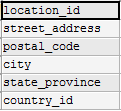 location_id
street_address
postal_code
city
state_province
country_id